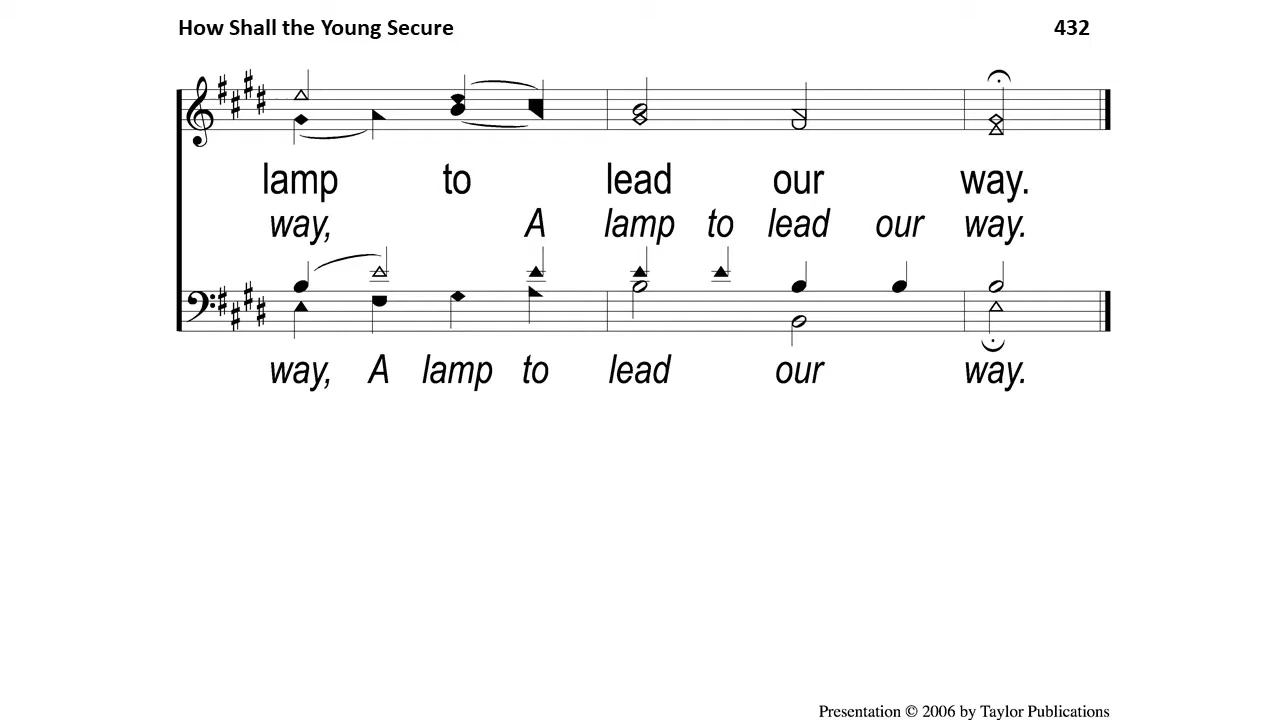 How Shall the Young Secure 432
lamp to lead our way.
way, A lamp to lead our way.
way, A lamp to lead our way.
Presentation © 2006 by Taylor Publications